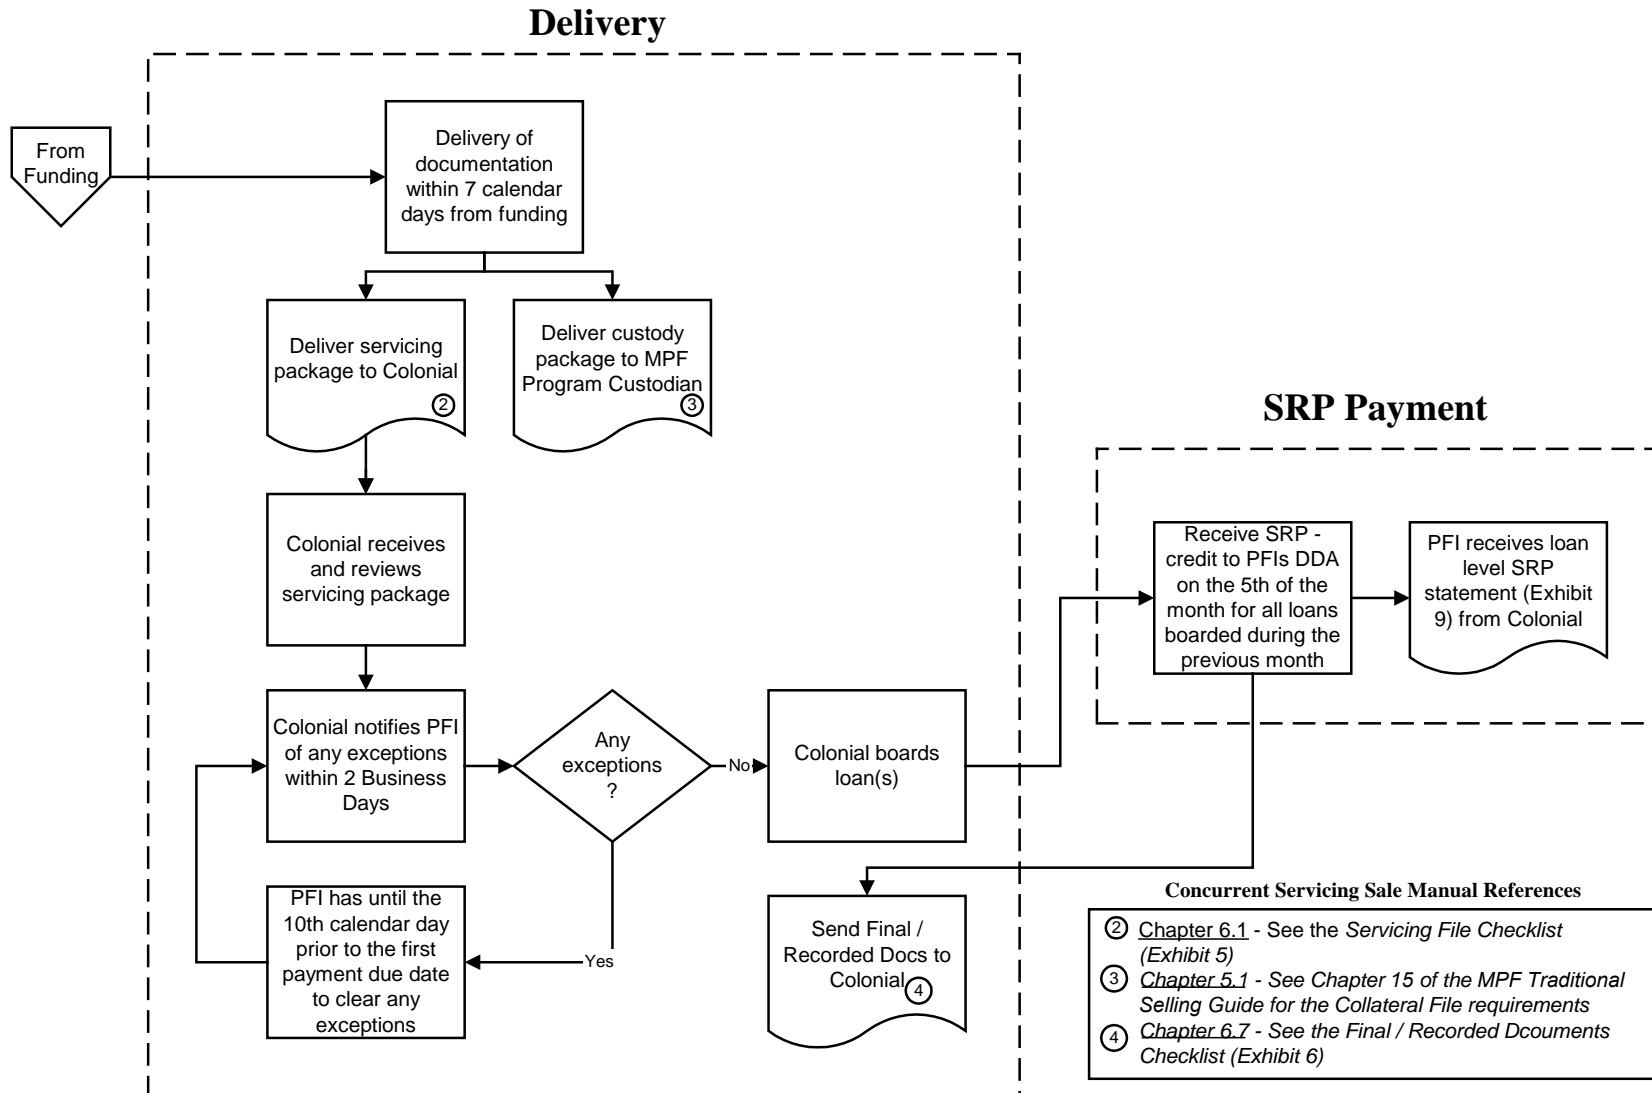 Delivery
From
Funding
Delivery of
documentation
within 7 calendar
days from funding
Deliver servicing
package to Colonial
2
Deliver custody
package to MPF
Program Custodian
3
Colonial receives
and reviews
servicing package
Colonial notifies PFI
of any exceptions
within 2 Business
Days
Any
exceptions
?
No
Yes
PFI has until the
10th calendar day
prior to the first
payment due date
to clear any
exceptions
Colonial boards
loan(s)
Send Final /
Recorded Docs to
Colonial
4
SRP Payment
Receive SRP -
credit to PFIs DDA
on the 5th of the
month for all loans
boarded during the
previous month
PFI receives loan
level SRP
statement (Exhibit
9) from Colonial
Concurrent Servicing Sale Manual References
2 Chapter 6.1 - See the Servicing File Checklist
(Exhibit 5)
3 Chapter 5.1 - See Chapter 15 of the MPF Traditional
Selling Guide for the Collateral File requirements
4 Chapter 6.7 - See the Final / Recorded Dcouments
Checklist (Exhibit 6)